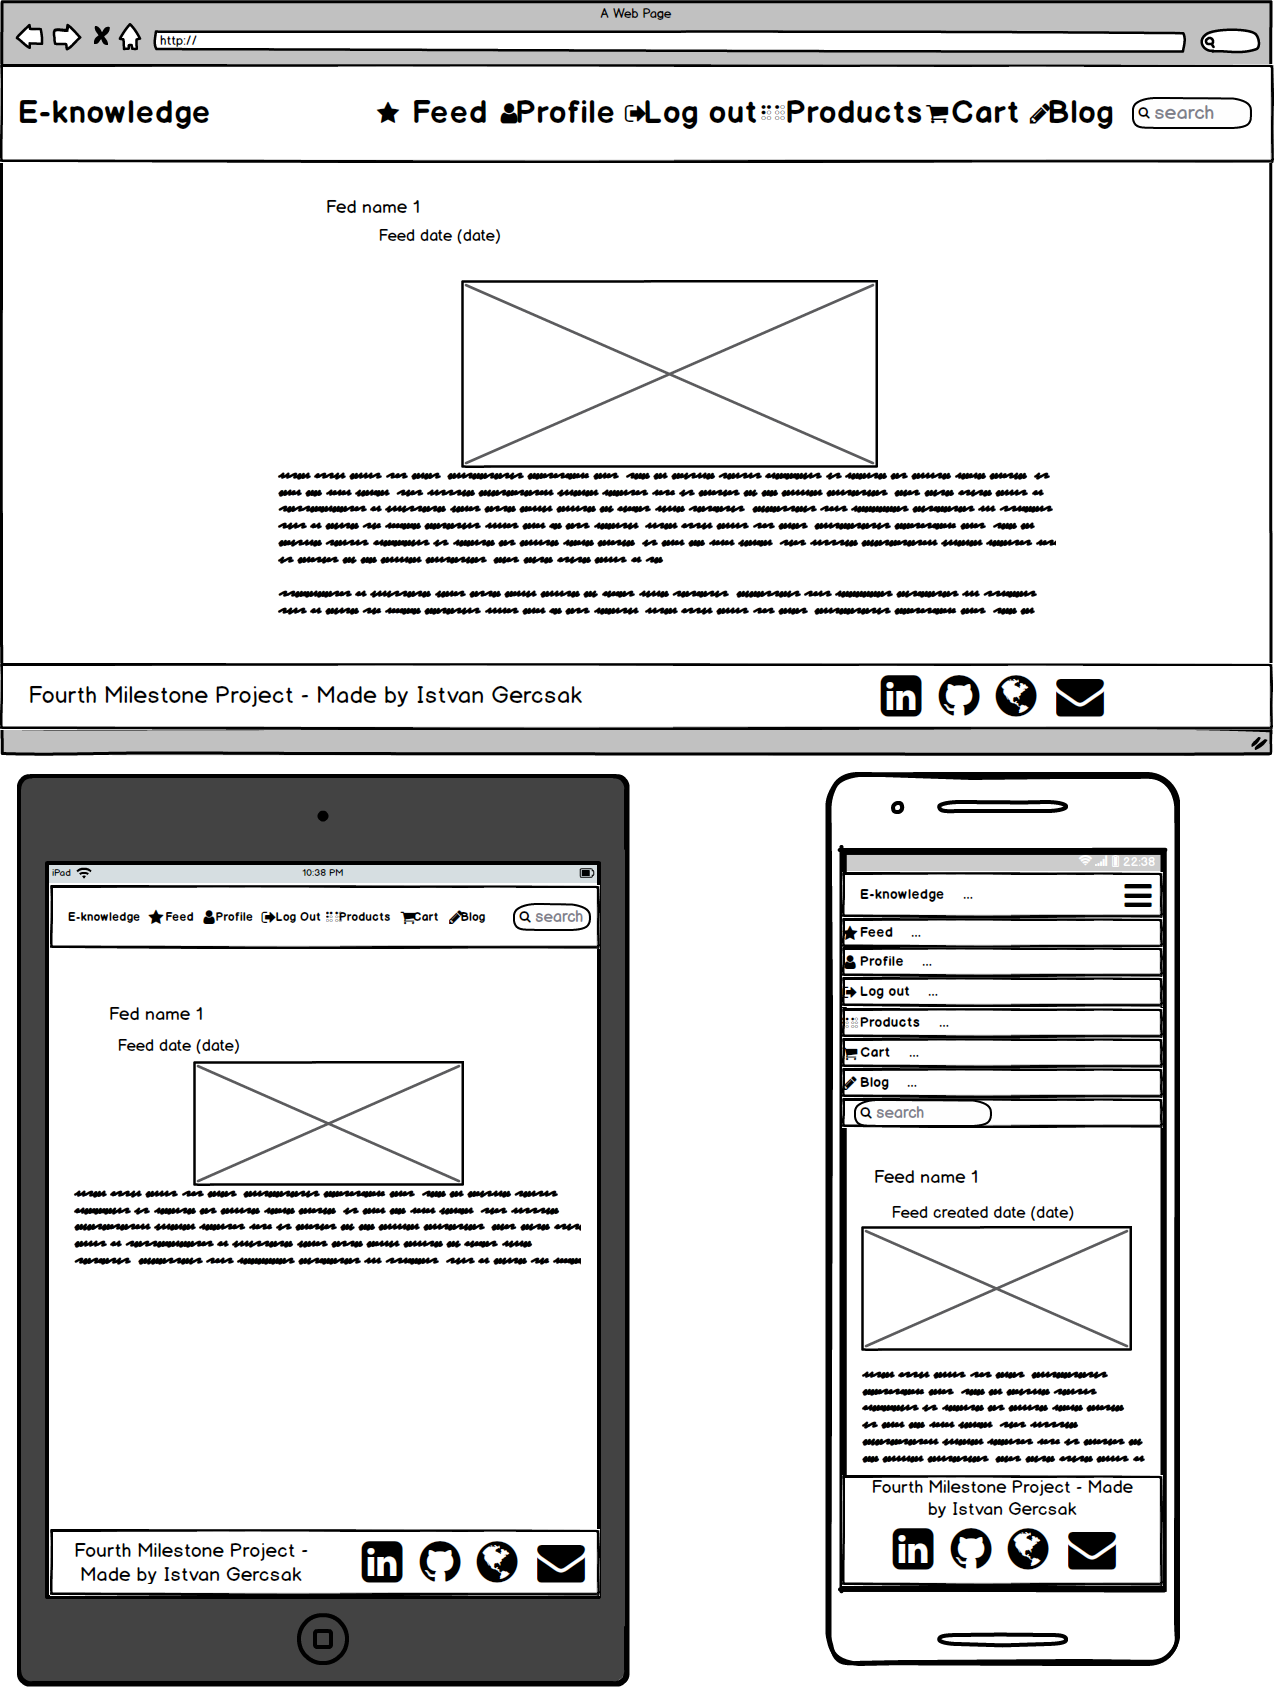 A Web Page
http://
E-knowledge Feed Profile Log out Products Cart Blog search
Fed name 1
Feed date (date)
Fourth Milestone Project - Made by Istvan Gercsak
iPad 10:38 PM
E-knowledge Feed Profile Log Out Products Cart Blog search
Fed name 1
Feed date (date)
Fourth Milestone Project -
Made by Istvan Gercsak
22:38
E-knowledge ...
Feed ...
Profile ...
Log out ...
Products ...
Cart ...
Blog ...
search
Feed name 1
Feed created date (date)
Fourth Milestone Project - Made
by Istvan Gercsak